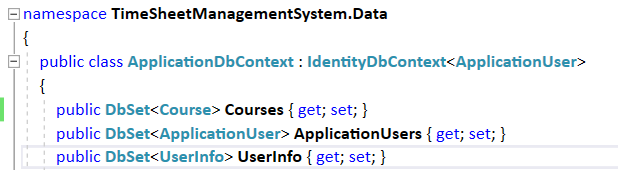 namespace TimeSheetManagementSystem.Data
{
public class ApplicationDbContext : IdentityDbContext<ApplicationUser>
{
public DbSet<Course> Courses { get; set; }
public DbSet<ApplicationUser> ApplicationUsers { get; set; }
public DbSet<UserInfo> UserInfo { get; set; }